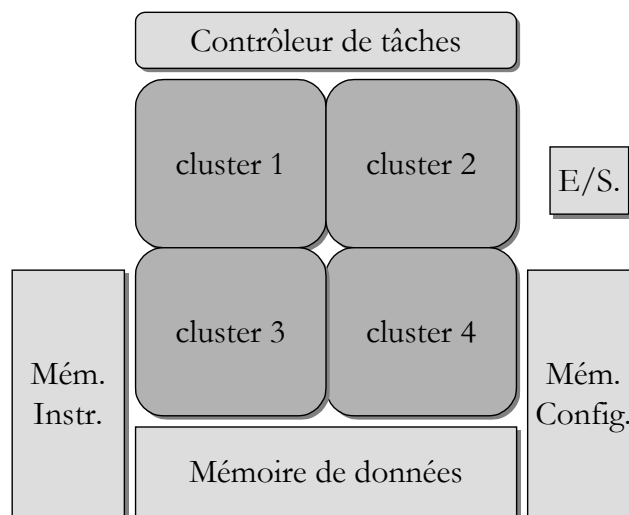 Contrôleur de tâches
cluster 1
cluster 2
E/S.
cluster 3
cluster 4
Mém.
Instr.
Mém.
Config.
Mémoire de données